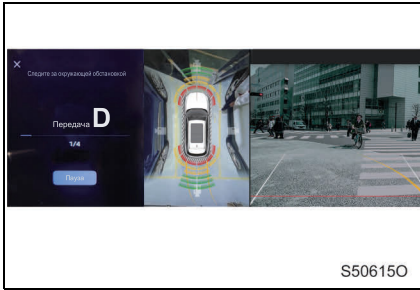 Следите за окружающей обстановкой
Передача D
1/4
Пауза
S50615O